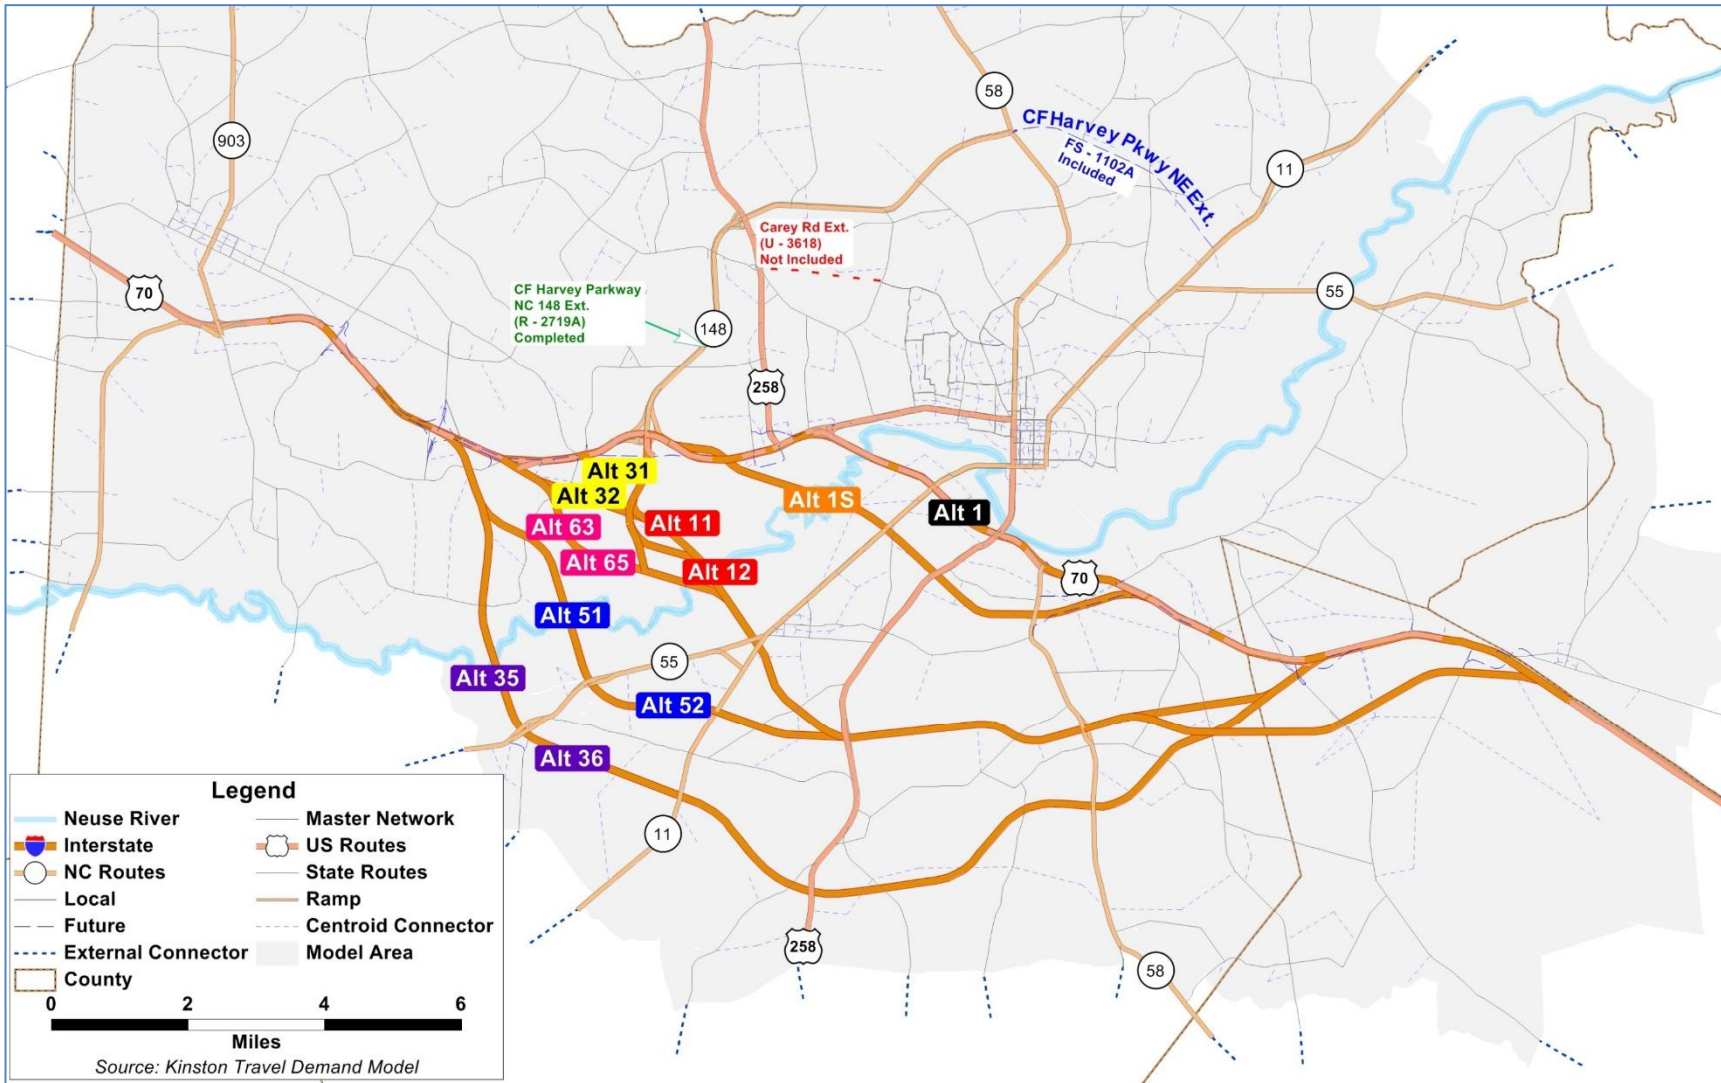 58
903
11
CF Harvey Pkwy NE Ext.
FS - 1102A
Included
Carey Rd Ext.
(U - 3618)
Not Included
70
CF Harvey Parkway
NC 148 Ext.
(R - 2719A)
Completed
148
55
258
Alt 31
Alt 32
Alt 1S
Alt 1
Alt 63
Alt 11
Alt 65
Alt 12
70
Alt 51
55
Alt 35
Alt 52
Alt 36
11
258
58
Legend
Neuse River
Master Network
Interstate
US Routes
NC Routes
State Routes
Local
Ramp
Future
Centroid Connector
External Connector
Model Area
County
0 2 4 6
Miles
Source: Kinston Travel Demand Model